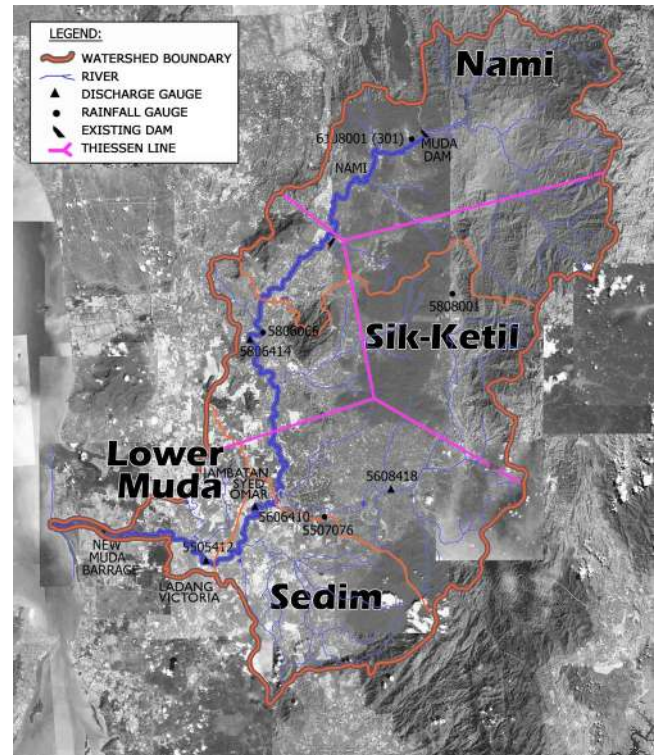 LEGEND:
WATERSHED BOUNDARY
RIVER
DISCHARGE GAUGE
RAINFALL GAUGE
EXISTING DAM
THIESSEN LINE
Nami
6108001 (301)
MUDA
DAM
NAMI
5808001
5806066
5806414
Sik-Ketil
Lower
Muda
JAMBATAN
SYED
OMAR
5608418
5606410
5507076
5505412
NEW
MUDA
BARRAGE
LADANG
VICTORIA
Sedim